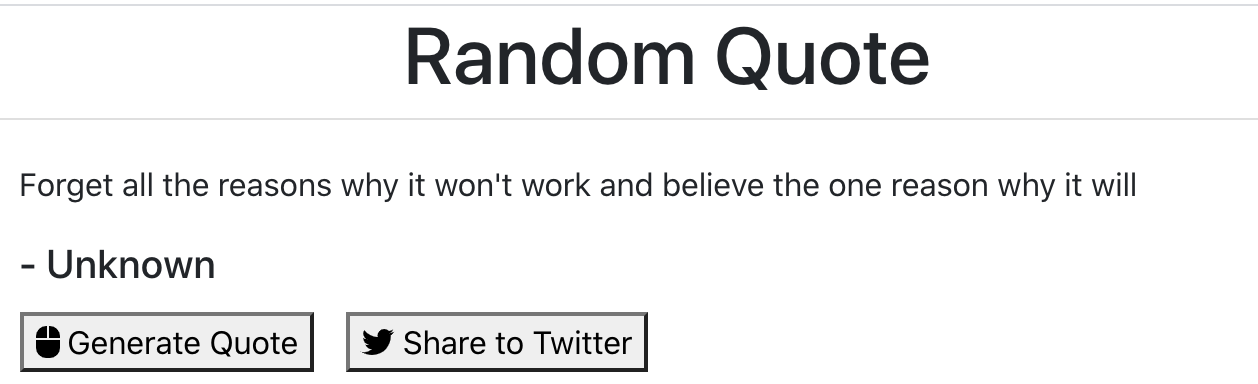 Random Quote
Forget all the reasons why it won't work and believe the one reason why it will
- Unknown
Generate Quote
Share to Twitter